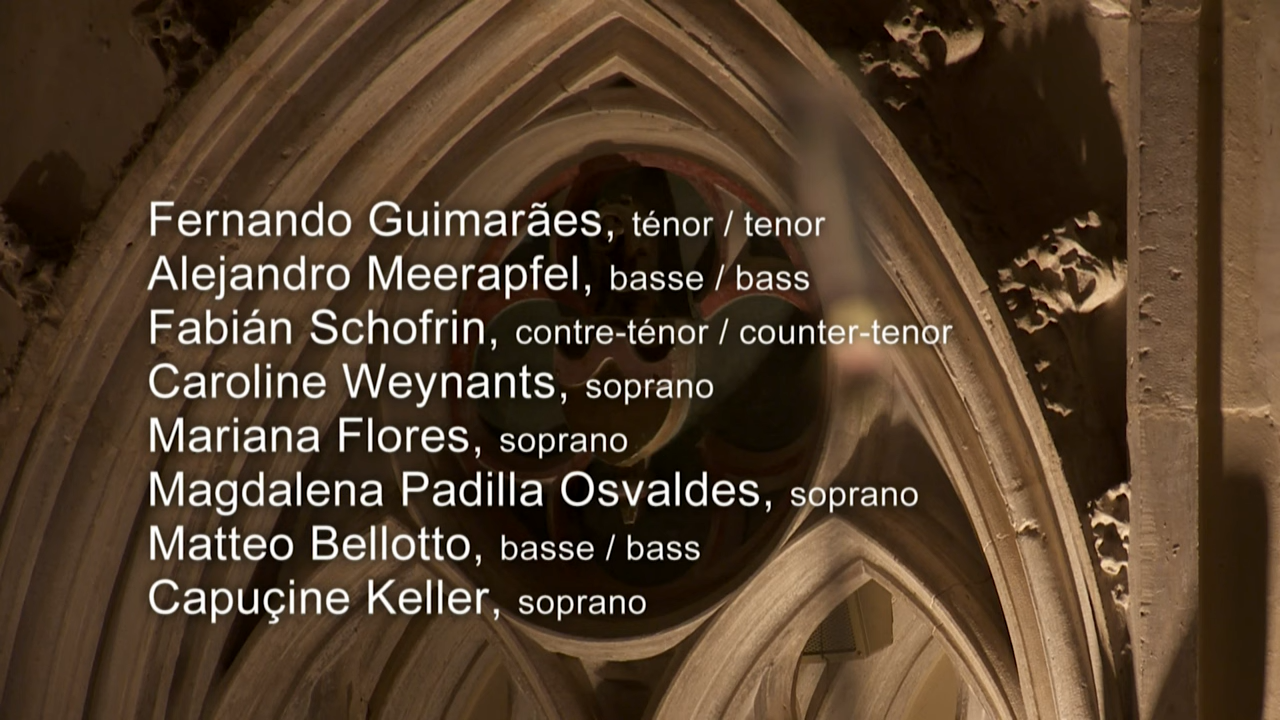 Fernando Guimarães, ténor / tenor
Alejandro Meerapfel, basse / bass
Fabián Schofrin, contre-ténor / counter-tenor
Caroline Weynants, soprano
Mariana Flores, soprano
Magdalena Padilla Osvaldes, soprano
Matteo Bellotto, basse / bass
Capuçine Keller, soprano